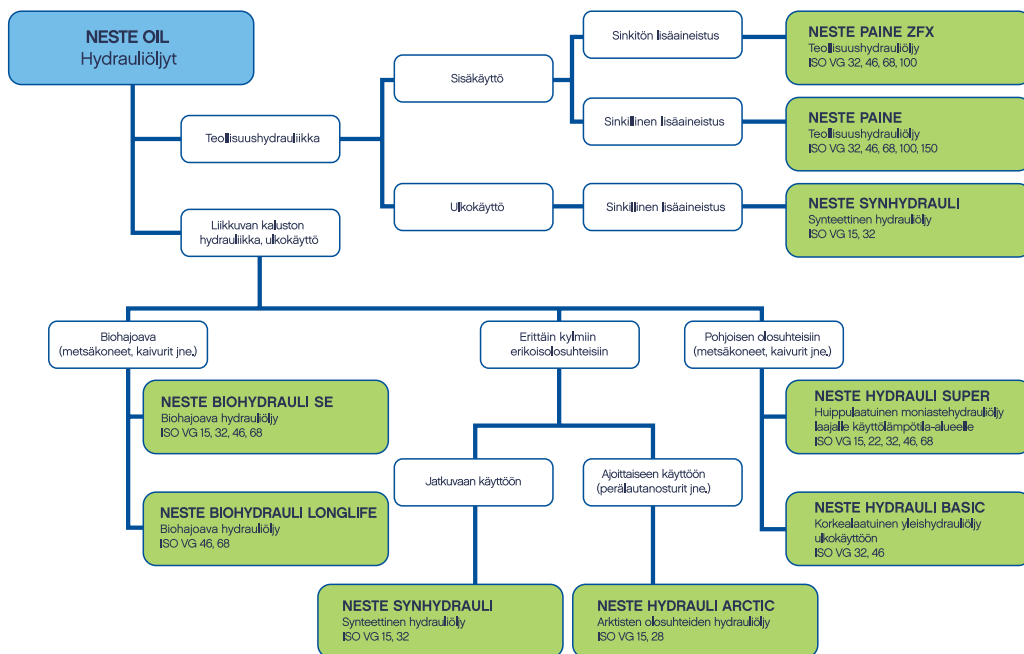 NESTE OIL
Hydrauliöljyt
Teollisuushydrauliikka
Sisäkäyttö
Sinkitön lisäaineistus
NESTE PAINE ZFX
Teollisuushydrauliöljy
ISO VG 32, 46, 68, 100
Sinkillinen lisäaineistus
NESTE PAINE
Teollisuushydrauliöljy
ISO VG 32, 46, 68, 100, 150
Ulkokäyttö
Sinkillinen lisäaineistus
NESTE SYNHYDRAULI
Synteettinen hydrauliöljy
ISO VG 15, 32
Liikkuvan kaluston
hydrauliikka, ulkokäyttö
Biohajoava
(metsäkoneet, kaivurit jne.)
NESTE BIOHYDRAULI SE
Biohajoava hydrauliöljy
ISO VG 15, 32, 46, 68
NESTE BIOHYDRAULI LONGLIFE
Biohajoava hydrauliöljy
ISO VG 46, 68
Erittäin kylmiin
erikoisolosuhteisiin
Jatkuvaan käyttöön
NESTE SYNHYDRAULI
Synteettinen hydrauliöljy
ISO VG 15, 32
Ajoittaiseen käyttöön
(perälautanosturit jne.)
NESTE HYDRAULI ARCTIC
Arktisten olosuhteiden hydrauliöljy
ISO VG 15, 28
Pohjoisen olosuhteisiin
(metsäkoneet, kaivurit jne.)
NESTE HYDRAULI SUPER
Huippulaatuinen moniastehydrauliöljy
laajalle käyttölämpötila-alueelle
ISO VG 15, 22, 32, 46, 68
NESTE HYDRAULI BASIC
Korkealaatuinen yleishydrauliöljy
ulkokäyttöön
ISO VG 32, 46